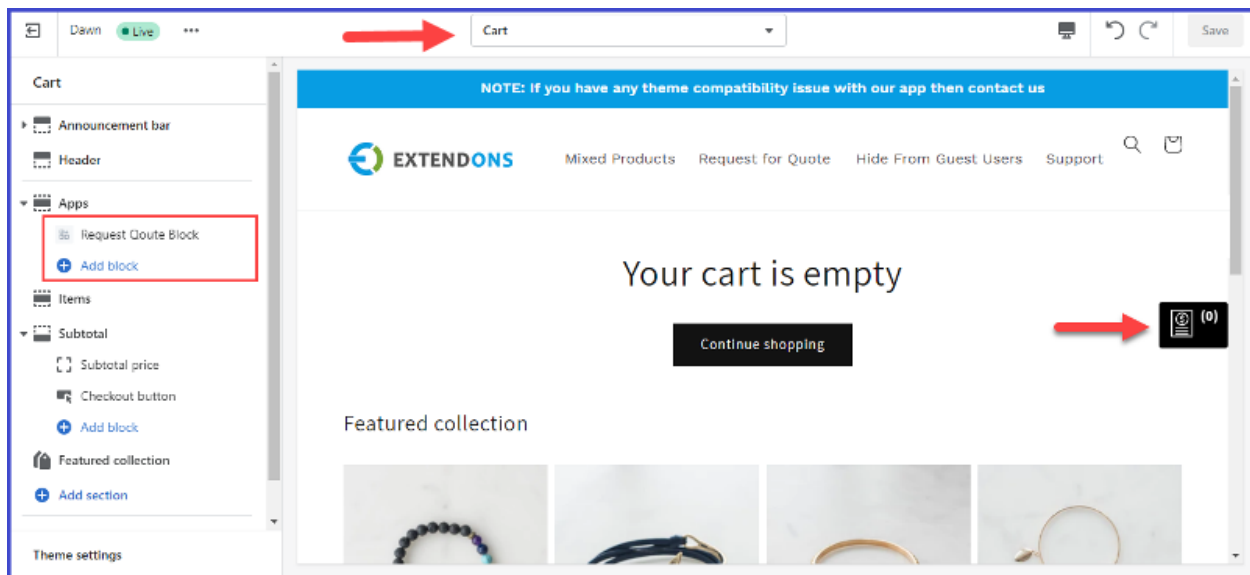 Dawn
Live
Cart
Save
Cart
Announcement bar
Header
Apps
Request Qoute Block
Add block
Items
Subtotal
Subtotal price
Checkout button
Add block
Featured collection
Add section
Theme settings
NOTE: If you have any theme compatibility issue with our app then contact us
EXTENDONS
Mixed Products Request for Quote Hide From Guest Users Support
Your cart is empty
(0)
Continue shopping
Featured collection